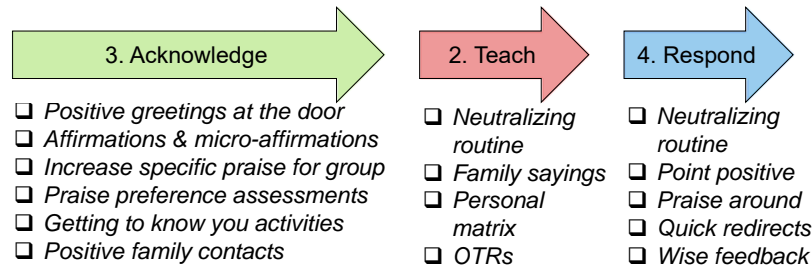 3. Acknowledge
❑ Positive greetings at the door
❑ Affirmations & micro-affirmations
❑ Increase specific praise for group
❑ Praise preference assessments
❑ Getting to know you activities
❑ Positive family contacts
2. Teach
❑ Neutralizing
routine
❑ Family sayings
❑ Personal
matrix
❑ OTRs
4. Respond
❑ Neutralizing
routine
❑ Point positive
❑ Praise around
❑ Quick redirects
❑ Wise feedback